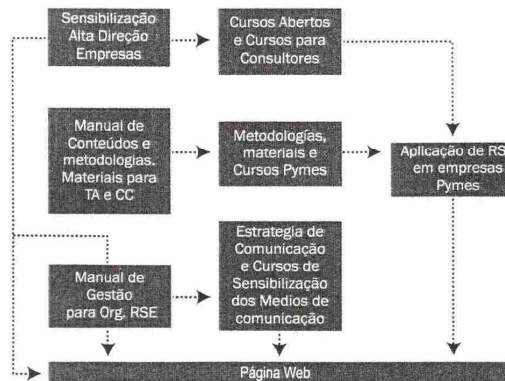 Sensibilização
Alta Direção
Empresas
Cursos Abertos
e Cursos para
Consultores
Manual de
Conteúdos e
metodologias.
Materiais para
TA e CC
Metodologías,
materiais e
Cursos Pymes
Aplicação de RS
em empresas
Pymes
Manual de
Gestão
para Org. RSE
Estrategia de
Comunicação
e Cursos de
Sensibilização
dos Medios de
comunicação
Página Web